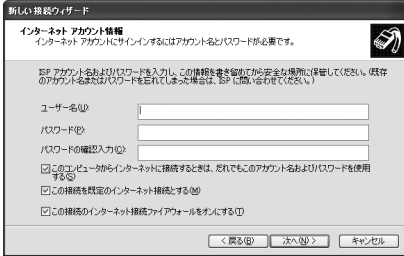 新しい接続ウィザード
インターネット アカウント情報
インターネット アカウントにサインインするにはアカウント名とパスワードが必要です。
ISP アカウント名およびパスワードを入力し、この情報を書き留めてから安全な場所に保管してください。(既存
のアカウント名またはパスワードを忘れてしまった場合は、ISP に問い合わせてください。)
ユーザー名(U):
パスワード(P):
パスワードの確認入力(C):
このコンピュータからインターネットに接続するときは、だれでもこのアカウント名およびパスワードを使用
する(S)
この接続を既定のインターネット接続とする(M)
この接続のインターネット接続ファイアウォールをオンにする(T)
< 戻る(B) 次へ(N) > キャンセル